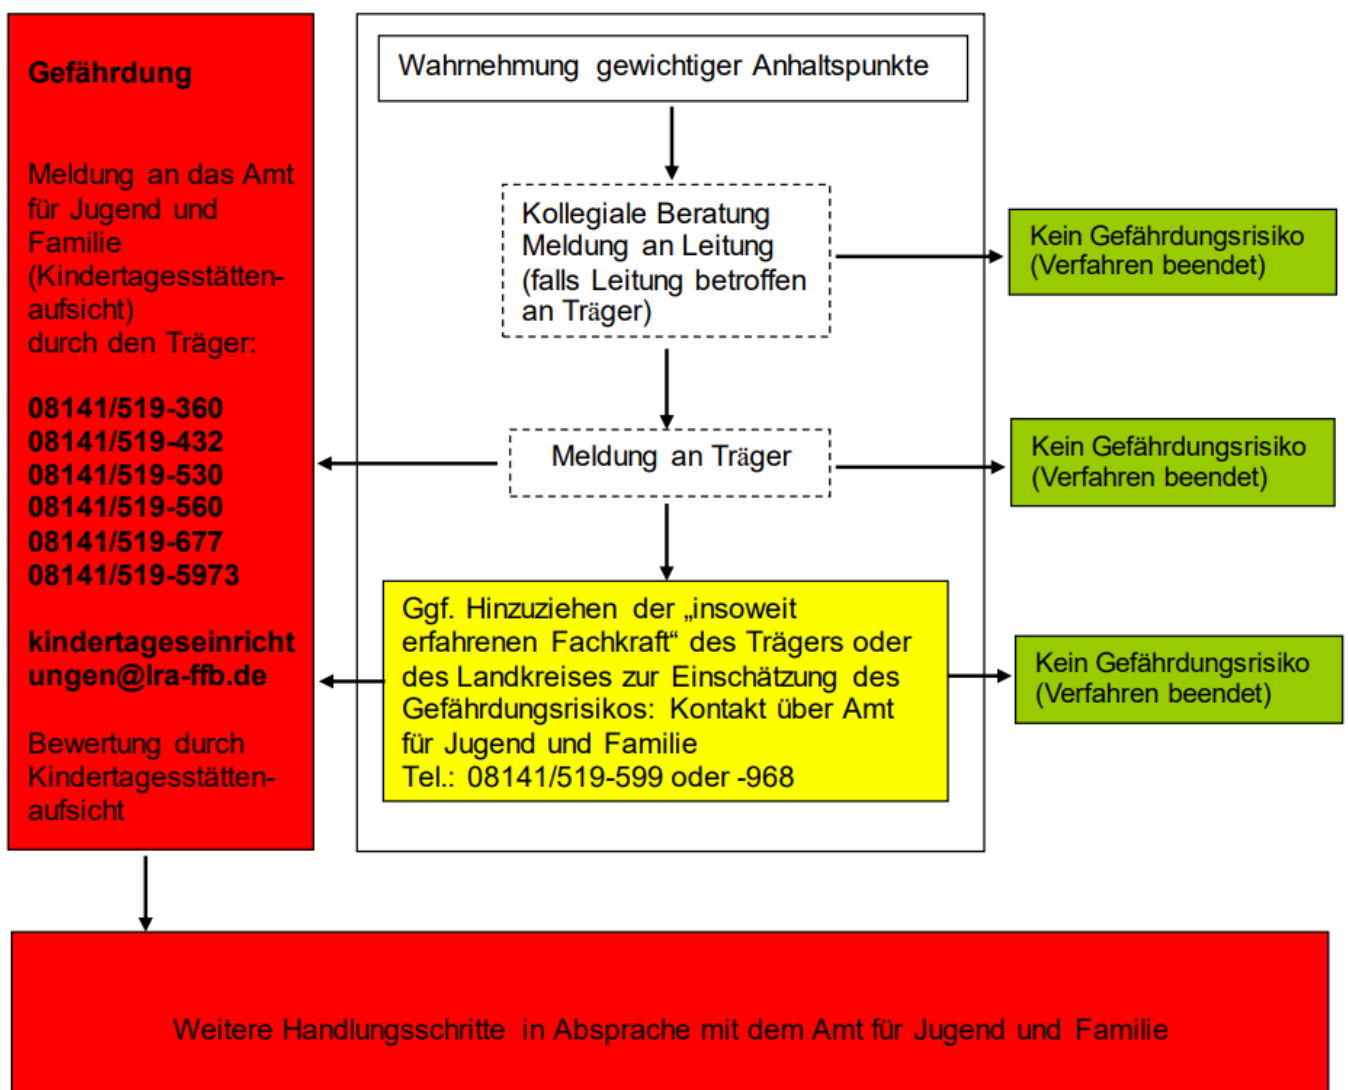 Gefährdung
Meldung an das Amt
für Jugend und
Familie
(Kindertagesstätten-
aufsicht)
durch den Träger:
08141/519-360
08141/519-432
08141/519-530
08141/519-560
08141/519-677
08141/519-5973
kindertageseinricht
ungen@lra-ffb.de
Bewertung durch
Kindertagesstätten-
aufsicht
Wahrnehmung gewichtiger Anhaltspunkte
Kollegiale Beratung
Meldung an Leitung
(falls Leitung betroffen
an Träger)
Kein Gefährdungsrisiko
(Verfahren beendet)
Meldung an Träger
Kein Gefährdungsrisiko
(Verfahren beendet)
Ggf. Hinzuziehen der „insoweit
erfahrenen Fachkraft“ des Trägers oder
des Landkreises zur Einschätzung des
Gefährdungsrisikos: Kontakt über Amt
für Jugend und Familie
Tel.: 08141/519-599 oder -968
Kein Gefährdungsrisiko
(Verfahren beendet)
Weitere Handlungsschritte in Absprache mit dem Amt für Jugend und Familie